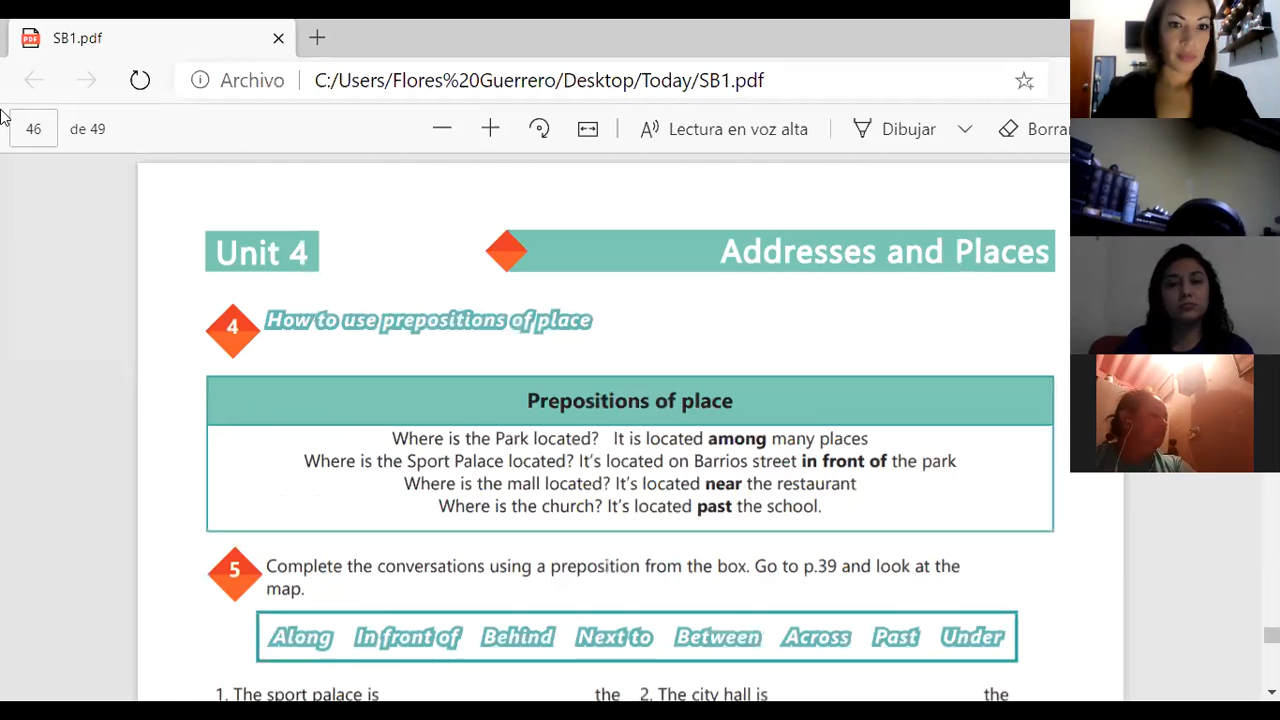 SB1.pdf
Archivo C:/Users/Flores%20Guerrero/Desktop/Today/SB1.pdf
46 de 49 Lectura en voz alta Dibujar Borra
Unit 4 Addresses and Places
4 How to use prepositions of place
Prepositions of place
Where is the Park located? It is located among many places
Where is the Sport Palace located? It's located on Barrios street in front of the park
Where is the mall located? It's located near the restaurant
Where is the church? It's located past the school.
5 Complete the conversations using a preposition from the box. Go to p.39 and look at the
map.
Along In front of Behind Next to Between Across Past Under
1. The sport palace is the 2. The city hall is the